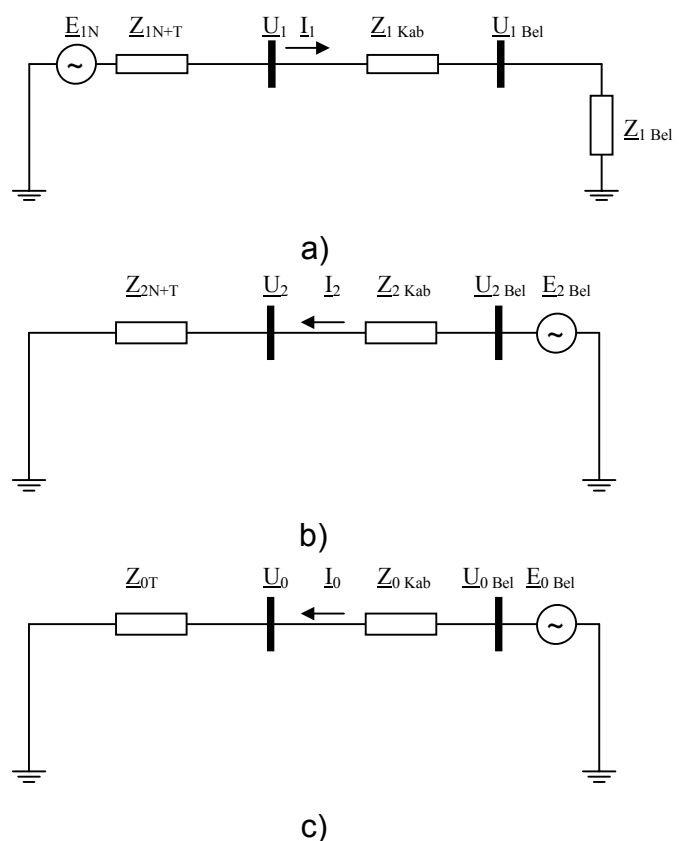 E1N Z1N+T U1 I1 Z1 Kab U1 Bel
~
Z1 Bel
a)
Z2N+T U2 I2 Z2 Kab U2 Bel E2 Bel
~
b)
Z0T U0 I0 Z0 Kab U0 Bel E0 Bel
~
c)